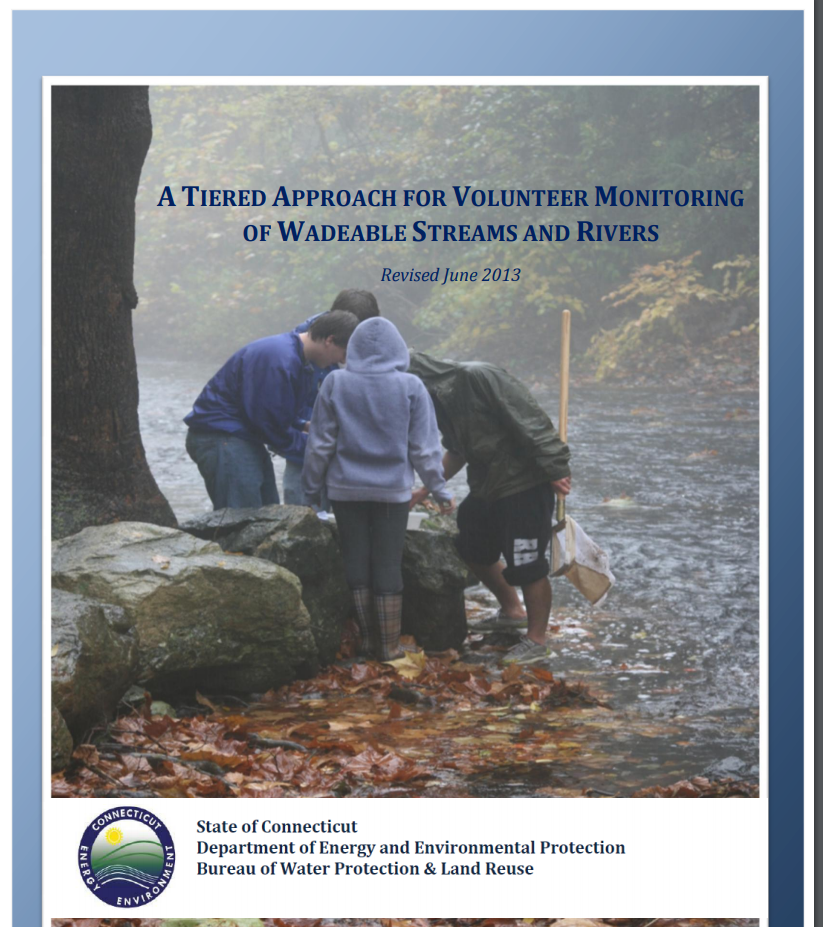 A TIERED APPROACH FOR VOLUNTEER MONITORING
OF WADEABLE STREAMS AND RIVERS
Revised June 2013
CONNECTICUT
ENERGY ENVIRONMENT
State of Connecticut
Department of Energy and Environmental Protection
Bureau of Water Protection & Land Reuse